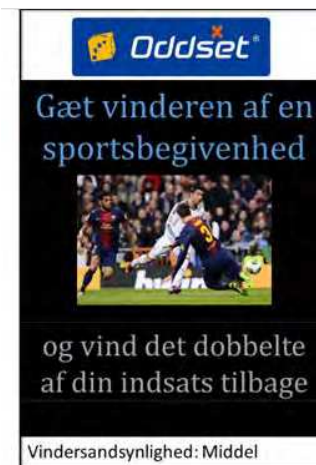 Oddset®
Gæt vinderen af en
sportsbegivenhed
og vind det dobbelte
af din indsats tilbage
Vindersandsynlighed: Middel